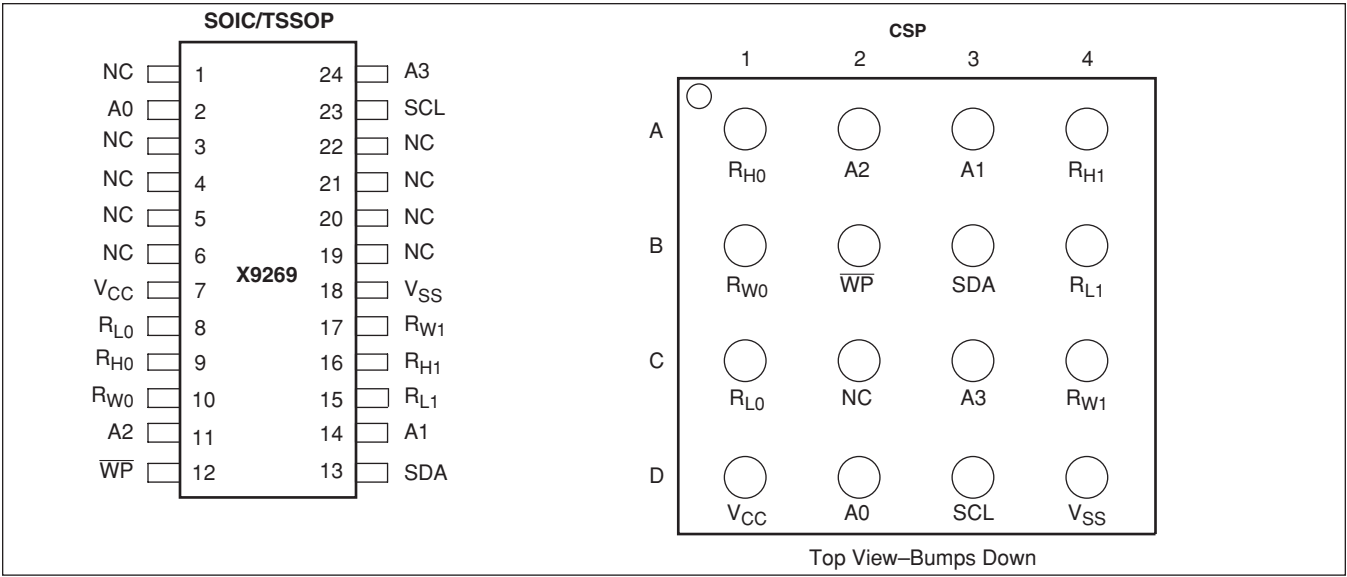 SOIC/TSSOP
NC 1 24 A3
A0 2 23 SCL
NC 3 22 NC
NC 4 21 NC
NC 5 20 NC
NC 6 19 NC
X9269
VCC 7 18 VSS
RL0 8 17 RW1
RH0 9 16 RH1
RW0 10 15 RL1
A2 11 14 A1
W̅P̅ 12 13 SDA
CSP
1 2 3 4
A
RH0 A2 A1 RH1
B
RW0 W̅P̅ SDA RL1
C
RL0 NC A3 RW1
D
VCC A0 SCL VSS
Top View–Bumps Down